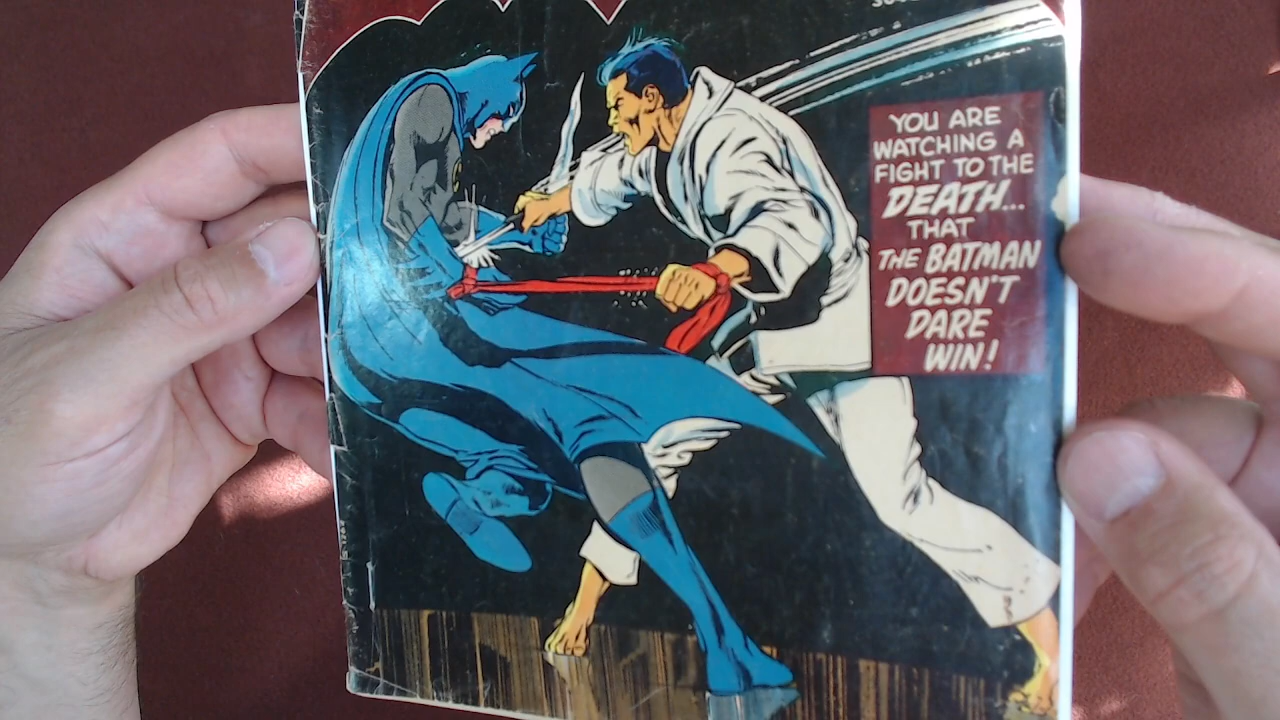 YOU ARE
WATCHING A
FIGHT TO THE
DEATH...
THAT
THE BATMAN
DOESN'T
DARE
WIN!